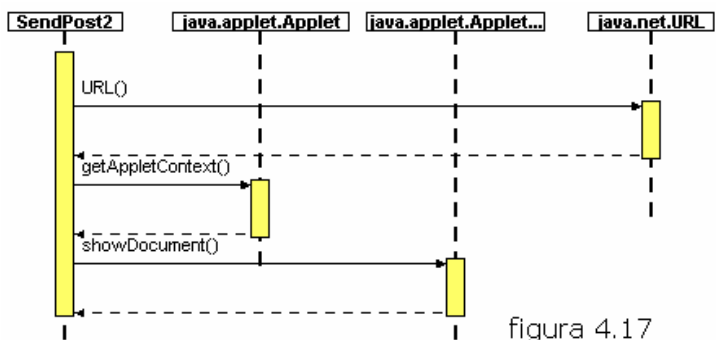 SendPost2
java.applet.Applet
java.applet.Applet...
java.net.URL
URL()
getAppletContext()
showDocument()
figura 4.17